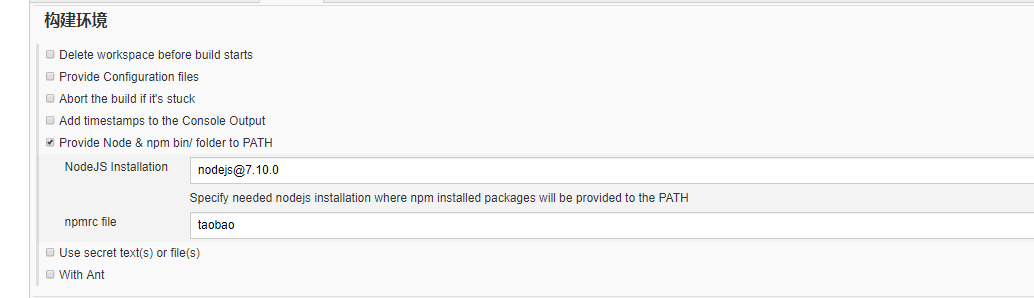 构建环境
Delete workspace before build starts
Provide Configuration files
Abort the build if it's stuck
Add timestamps to the Console Output
Provide Node & npm bin/ folder to PATH
NodeJS Installation
nodejs@7.10.0
Specify needed nodejs installation where npm installed packages will be provided to the PATH
npmrc file
taobao
Use secret text(s) or file(s)
With Ant